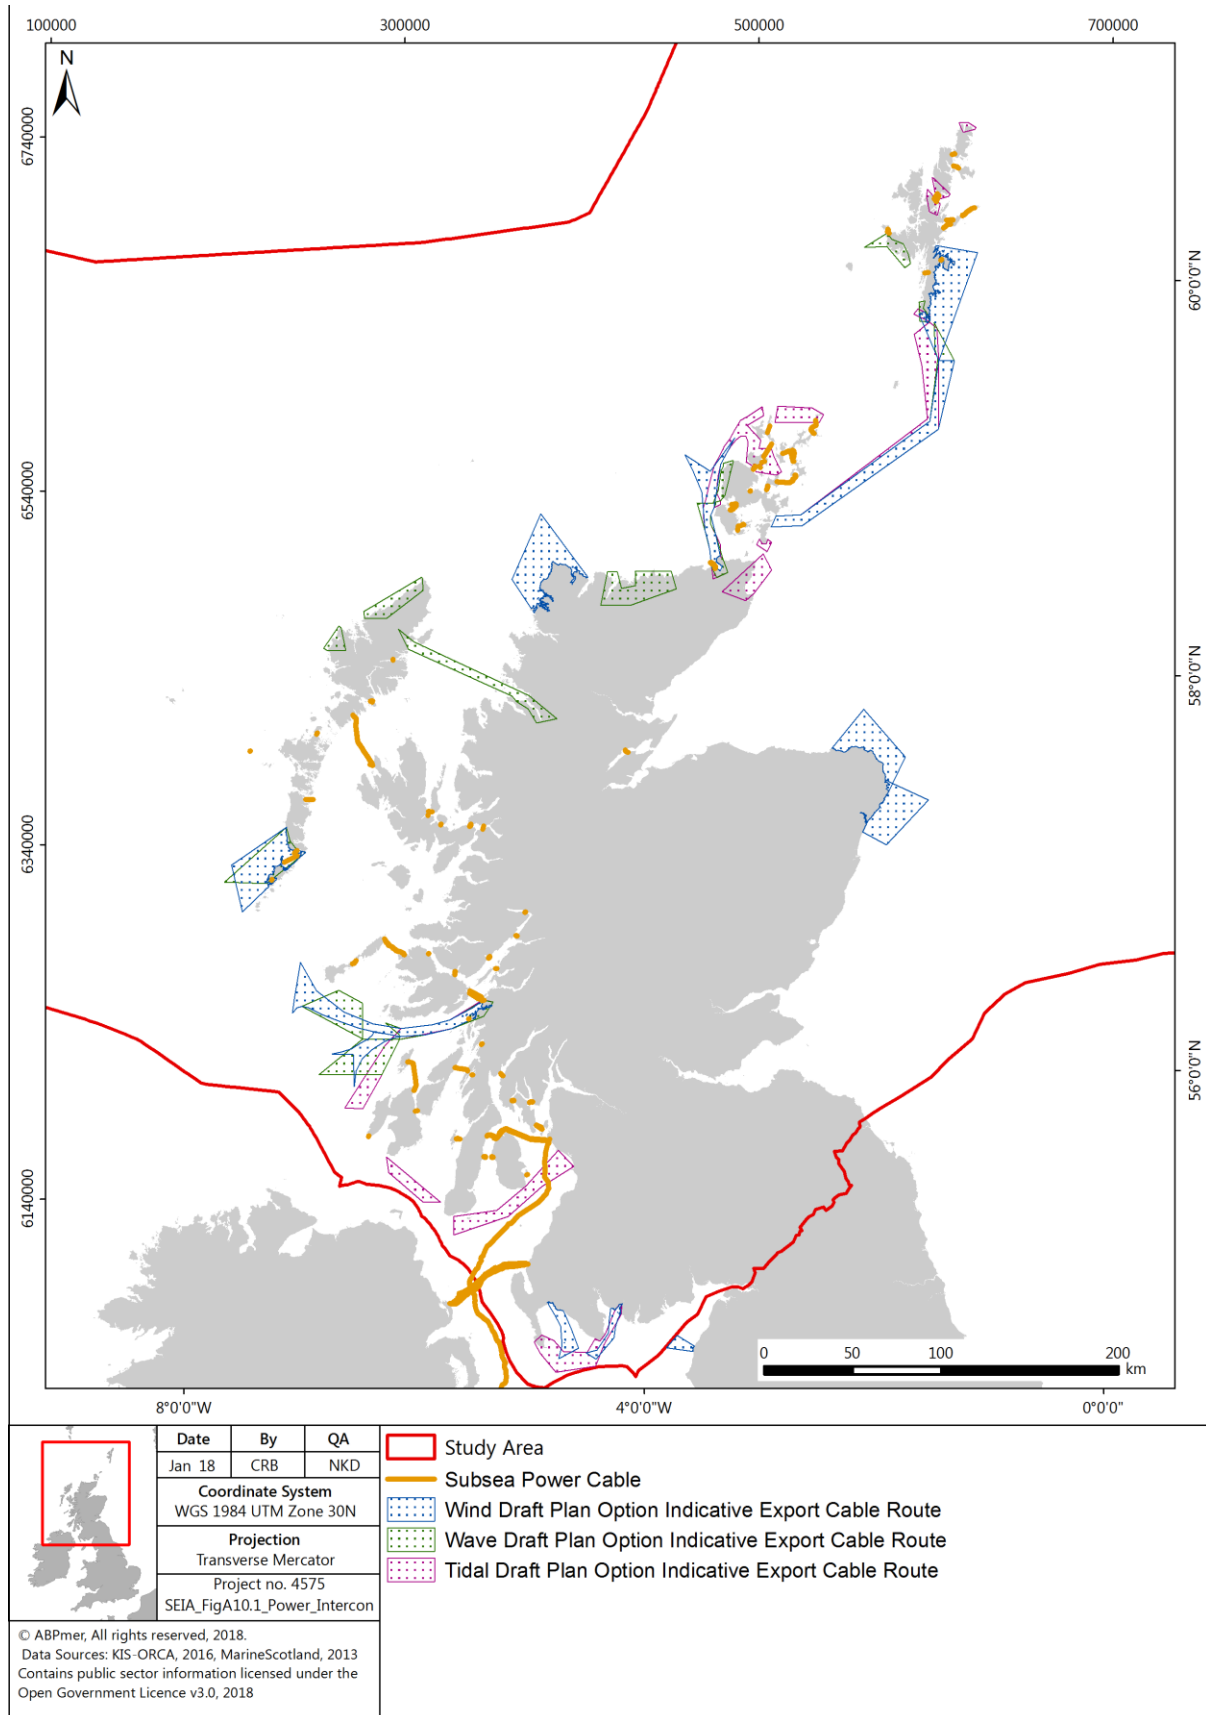 100000 300000 500000 700000
N
6740000
6540000
6340000
6140000
60°0'0"N
58°0'0"N
56°0'0"N
0 50 100 200
km
8°0'0"W 4°0'0"W 0°0'0"
Date By QA
Jan 18 CRB NKD
Coordinate System
WGS 1984 UTM Zone 30N
Projection
Transverse Mercator
Project no. 4575
SEIA_FigA10.1_Power_Intercon
© ABPmer, All rights reserved, 2018.
Data Sources: KIS-ORCA, 2016, MarineScotland, 2013
Contains public sector information licensed under the
Open Government Licence v3.0, 2018
Study Area
Subsea Power Cable
Wind Draft Plan Option Indicative Export Cable Route
Wave Draft Plan Option Indicative Export Cable Route
Tidal Draft Plan Option Indicative Export Cable Route